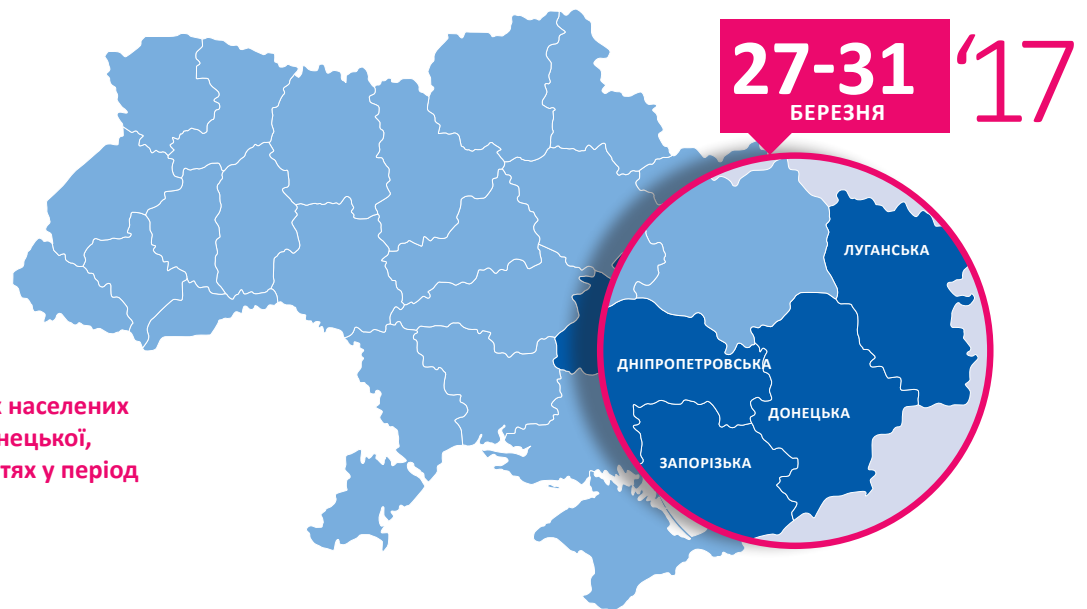 27-31
БЕРЕЗНЯ
‘17
ЛУГАНСЬКА
ДНІПРОПЕТРОВСЬКА
ДОНЕЦЬКА
ЗАПОРІЗЬКА
х населених
нецької,
тях у період